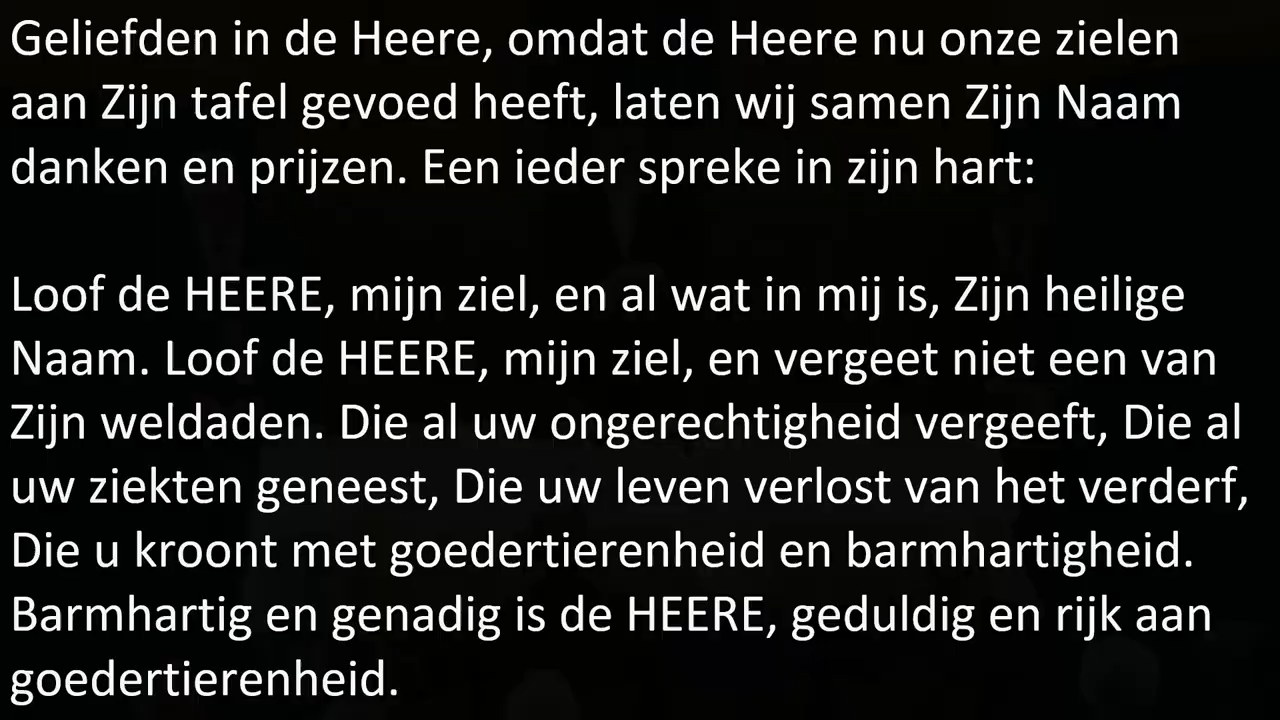 Geliefden in de Heere, omdat de Heere nu onze zielen
aan Zijn tafel gevoed heeft, laten wij samen Zijn Naam
danken en prijzen. Een ieder spreke in zijn hart:
Loof de HEERE, mijn ziel, en al wat in mij is, Zijn heilige
Naam. Loof de HEERE, mijn ziel, en vergeet niet een van
Zijn weldaden. Die al uw ongerechtigheid vergeeft, Die al
uw ziekten geneest, Die uw leven verlost van het verderf,
Die u kroont met goedertierenheid en barmhartigheid.
Barmhartig en genadig is de HEERE, geduldig en rijk aan
goedertierenheid.